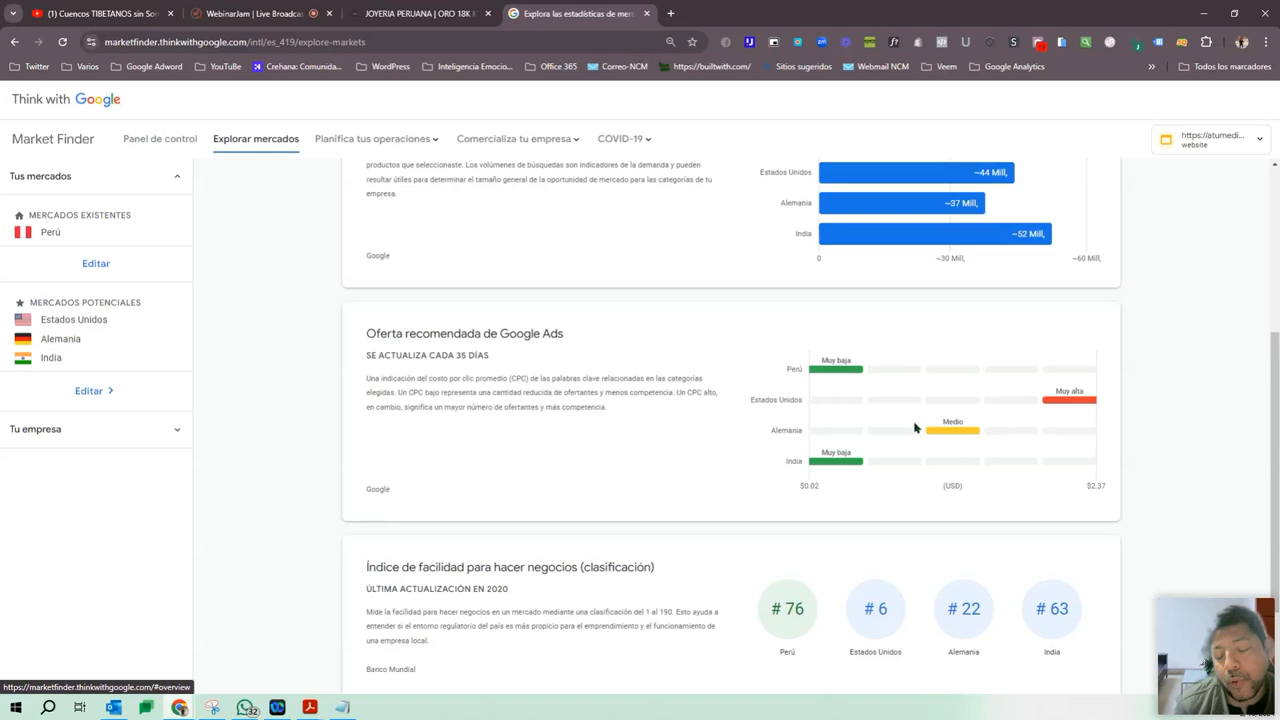 (1) Cuentos TIBETANOS sin Son
WebinarJam | Live Broadcas
JOYERIA PERUANA | ORO 18K
Explora las estadísticas de mer
marketfinder.thinkwithgoogle.com/intl/es_419/explore-markets
Twitter
Varios
Google Adword
YouTube
Crehana: Comunida...
WordPress
Inteligencia Emocio...
Office 365
Correo-NCM
https://builtwith.com/
Sitios sugeridos
Webmail NCM
Veem
Google Analytics
»
Todos los marcadores
Think with Google
Market Finder
Panel de control
Explorar mercados
Planifica tus operaciones
Comercializa tu empresa
COVID-19
https://atumedi...
website
Tus mercados
MERCADOS EXISTENTES
Perú
Editar
MERCADOS POTENCIALES
Estados Unidos
Alemania
India
Editar
Tu empresa
productos que seleccionaste. Los volúmenes de búsquedas son indicadores de la demanda y pueden
resultar útiles para determinar el tamaño general de la oportunidad de mercado para las categorías de tu
empresa.
Google
Estados Unidos
~44 Mill,
Alemania
~37 Mill,
India
~52 Mill,
0
~30 Mill,
~60 Mill,
Oferta recomendada de Google Ads
SE ACTUALIZA CADA 35 DÍAS
Una indicación del costo por clic promedio (CPC) de las palabras clave relacionadas en las categorías
elegidas. Un CPC bajo representa una cantidad reducida de ofertantes y menos competencia. Un CPC alto,
en cambio, significa un mayor número de ofertantes y más competencia.
Google
Muy baja
Perú
Muy alta
Estados Unidos
Medio
Alemania
Muy baja
India
$0.02
(USD)
$2.37
Índice de facilidad para hacer negocios (clasificación)
ÚLTIMA ACTUALIZACIÓN EN 2020
Mide la facilidad para hacer negocios en un mercado mediante una clasificación del 1 al 190. Esto ayuda a
entender si el entorno regulatorio del país es más propicio para el emprendimiento y el funcionamiento de
una empresa local.
Banco Mundial
# 76
# 6
# 22
# 63
Perú
Estados Unidos
Alemania
India
https://marketfinder.thinkwithgoogle.com/#overview
32